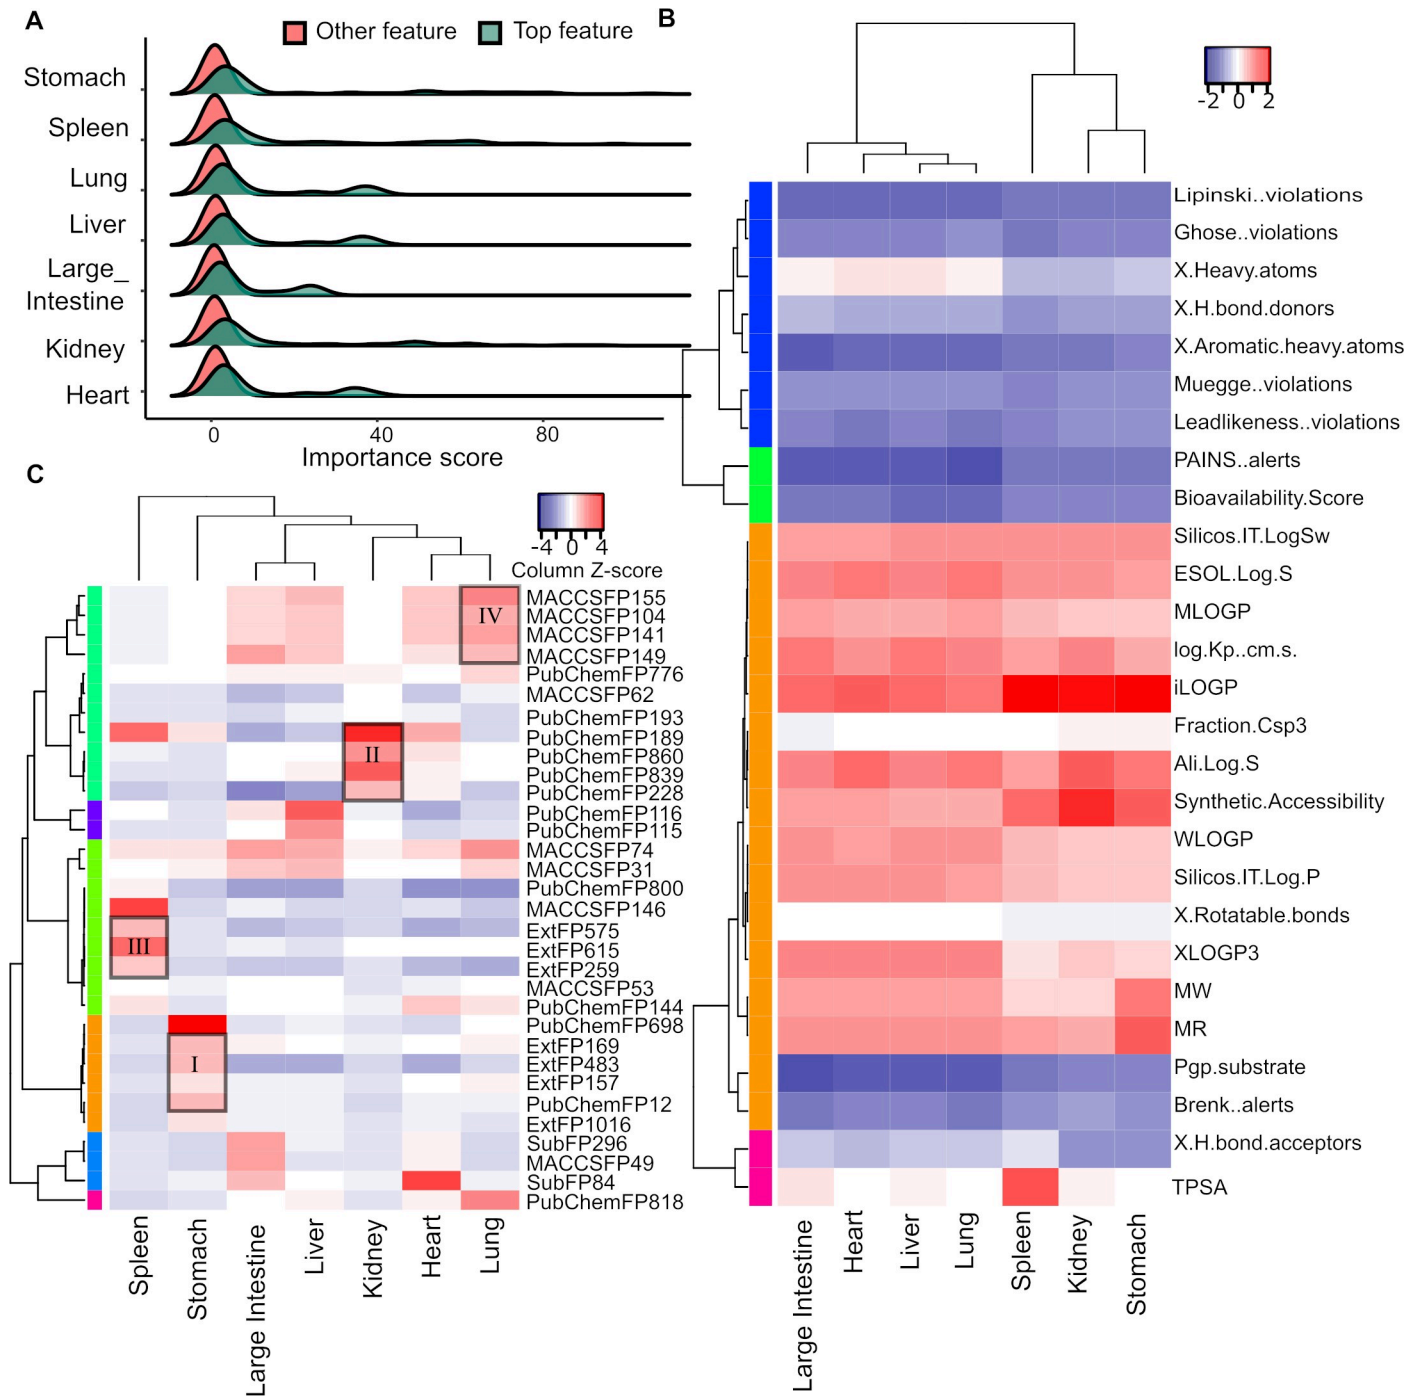 A
Other feature
Top feature
Stomach
Spleen
Lung
Liver
Large_
Intestine
Kidney
Heart
0
40
80
Importance score
B
-2 0 2
Lipinski..violations
Ghose..violations
X.Heavy.atoms
X.H.bond.donors
X.Aromatic.heavy.atoms
Muegge..violations
Leadlikeness..violations
PAINS..alerts
Bioavailability.Score
Silicos.IT.LogSw
ESOL.Log.S
MLOGP
log.Kp..cm.s.
iLOGP
Fraction.Csp3
Ali.Log.S
Synthetic.Accessibility
WLOGP
Silicos.IT.Log.P
X.Rotatable.bonds
XLOGP3
MW
MR
Pgp.substrate
Brenk..alerts
X.H.bond.acceptors
TPSA
Large Intestine
Heart
Liver
Lung
Spleen
Kidney
Stomach
C
-4 0 4
Column Z-score
MACCSFP155
MACCSFP104
MACCSFP141
MACCSFP149
PubChemFP776
MACCSFP62
PubChemFP193
PubChemFP189
PubChemFP860
PubChemFP839
PubChemFP228
PubChemFP116
PubChemFP115
MACCSFP74
MACCSFP31
PubChemFP800
MACCSFP146
ExtFP575
ExtFP615
ExtFP259
MACCSFP53
PubChemFP144
PubChemFP698
ExtFP169
ExtFP483
ExtFP157
PubChemFP12
ExtFP1016
SubFP296
MACCSFP49
SubFP84
PubChemFP818
IV
II
III
I
Spleen
Stomach
Large Intestine
Liver
Kidney
Heart
Lung